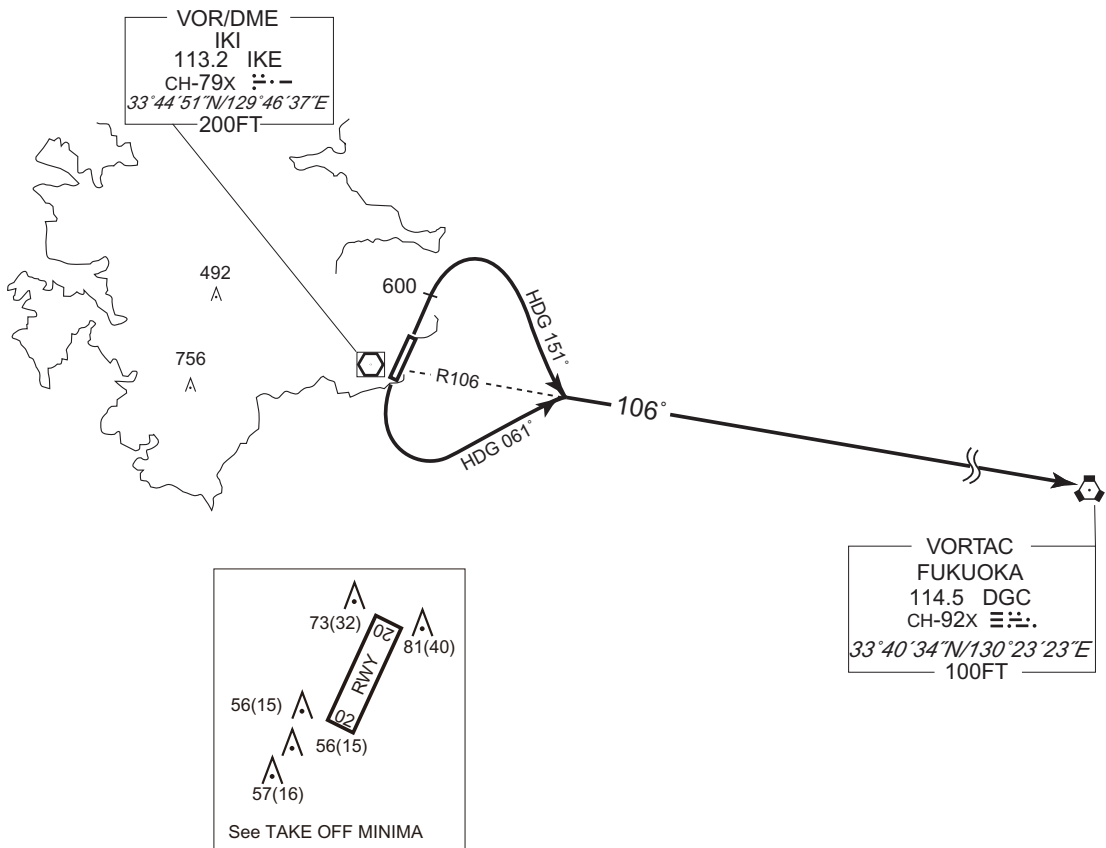 VOR/DME
IKI
113.2 IKE
CH-79X
33°44´51˝N/129°46´37˝E
200FT
492
756
600
HDG 151°
R106
106°
HDG 061°
VORTAC
FUKUOKA
114.5 DGC
CH-92X
33°40´34˝N/130°23´23˝E
100FT
73(32)
20
81(40)
RWY
56(15)
02
56(15)
57(16)
See TAKE OFF MINIMA